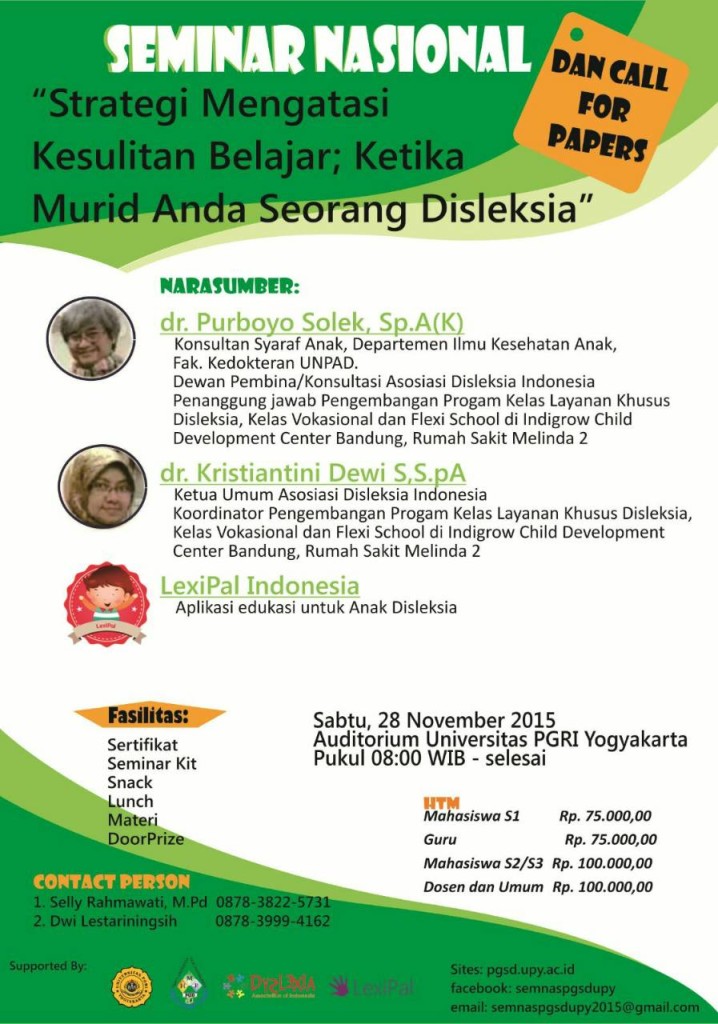 SEMINAR NASIONAL
DAN CALL
FOR
PAPERS
“Strategi Mengatasi
Kesulitan Belajar; Ketika
Murid Anda Seorang Disleksia”
NARASUMBER:
dr. Purboyo Solek, Sp.A(K)
Konsultan Syaraf Anak, Departemen Ilmu Kesehatan Anak,
Fak. Kedokteran UNPAD.
Dewan Pembina/Konsultasi Asosiasi Disleksia Indonesia
Penanggung jawab Pengembangan Progam Kelas Layanan Khusus
Disleksia, Kelas Vokasional dan Flexi School di Indigrow Child
Development Center Bandung, Rumah Sakit Melinda 2
dr. Kristiantini Dewi S,S.pA
Ketua Umum Asosiasi Disleksia Indonesia
Koordinator Pengembangan Progam Kelas Layanan Khusus Disleksia,
Kelas Vokasional dan Flexi School di Indigrow Child Development
Center Bandung, Rumah Sakit Melinda 2
LexiPal Indonesia
Aplikasi edukasi untuk Anak Disleksia
LexiPal
Fasilitas:
Sertifikat
Seminar Kit
Snack
Lunch
Materi
DoorPrize
Sabtu, 28 November 2015
Auditorium Universitas PGRI Yogyakarta
Pukul 08:00 WIB - selesai
HTM
Mahasiswa S1 Rp. 75.000,00
Guru Rp. 75.000,00
Mahasiswa S2/S3 Rp. 100.000,00
Dosen dan Umum Rp. 100.000,00
CONTACT PERSON
1. Selly Rahmawati, M.Pd 0878-3822-5731
2. Dwi Lestariningsih 0878-3999-4162
Supported By:
LexiPal
Sites: pgsd.upy.ac.id
facebook: semnaspgsdupy
email: semnaspgsdupy2015@gmail.com